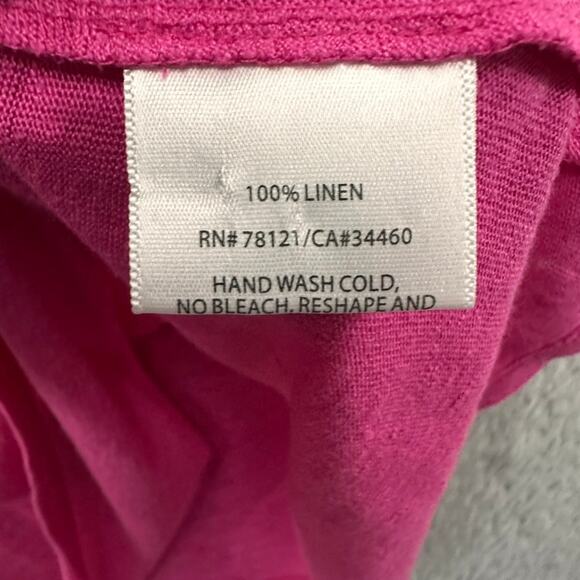 100% LINEN
RN# 78121/CA#34460
HAND WASH COLD,
NO BLEACH, RESHAPE AND